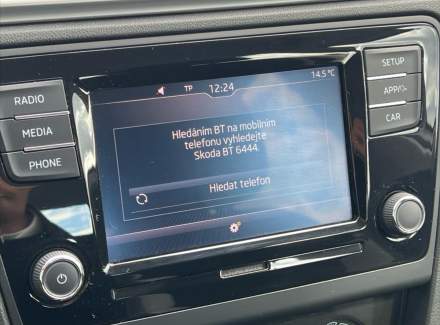 TP 12:24 14.5 °C
RADIO
MEDIA
PHONE
SETUP
APP
CAR
Hledáním BT na mobilním
telefonu vyhledejte
Skoda BT 6444.
Hledat telefon